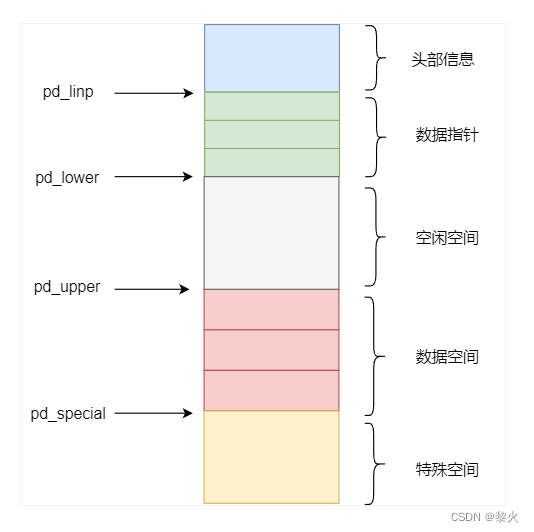 头部信息
pd_linp
数据指针
pd_lower
空闲空间
pd_upper
数据空间
pd_special
特殊空间
CSDN @黎火